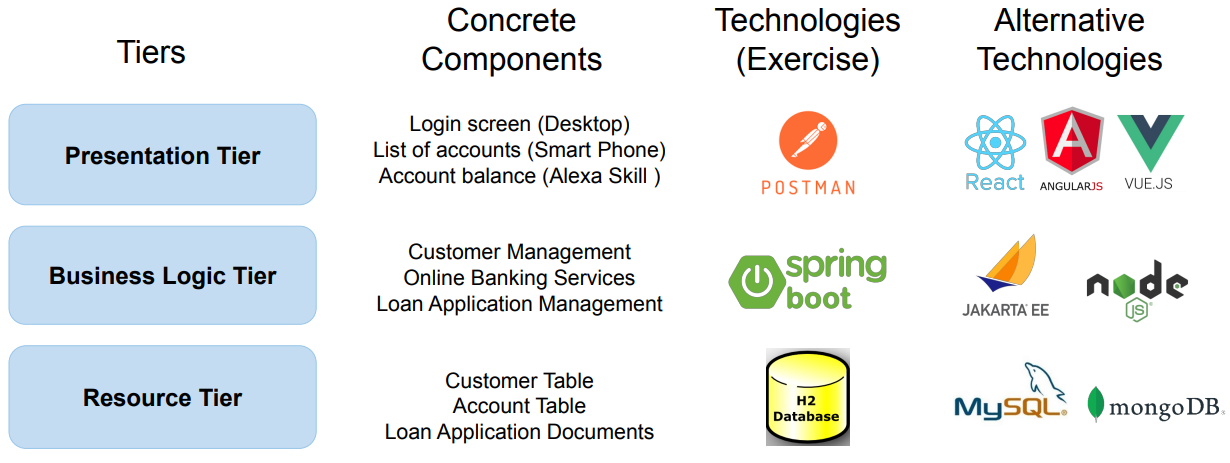 Tiers
Concrete
Components
Technologies
(Exercise)
Alternative
Technologies
Presentation Tier
Login screen (Desktop)
List of accounts (Smart Phone)
Account balance (Alexa Skill )
POSTMAN
React
ANGULARJS
VUE.JS
Business Logic Tier
Customer Management
Online Banking Services
Loan Application Management
spring
boot
JAKARTA EE
node
JS
Resource Tier
Customer Table
Account Table
Loan Application Documents
H2
Database
MySQL
mongoDB